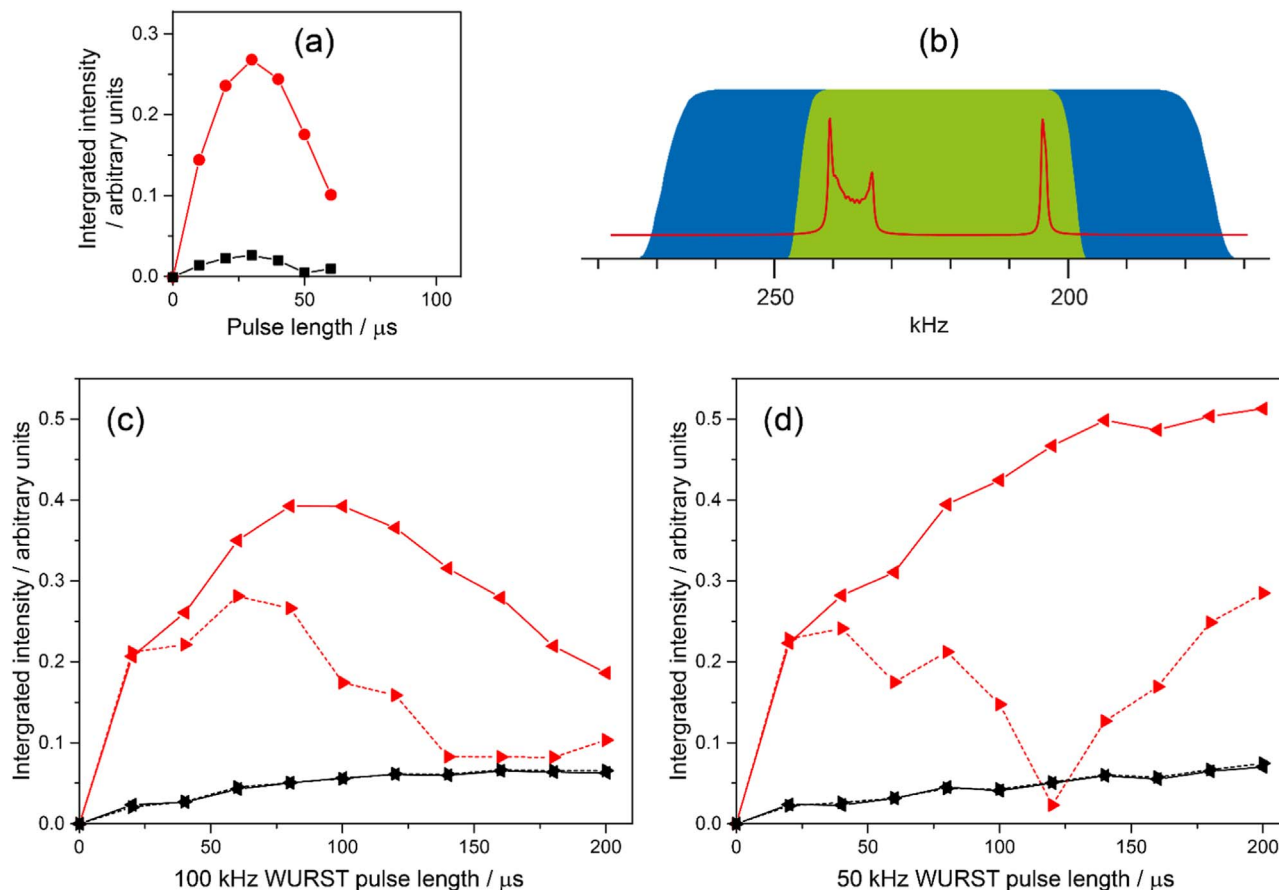 (a)
Intergrated intensity
/ arbitrary units
0.3
0.2
0.1
0.0
0
50
100
Pulse length / μs
(b)
250
200
kHz
(c)
Intergrated intensity / arbitrary units
0.5
0.4
0.3
0.2
0.1
0.0
0
50
100
150
200
100 kHz WURST pulse length / μs
(d)
Intergrated intensity / arbitrary units
0.5
0.4
0.3
0.2
0.1
0.0
0
50
100
150
200
50 kHz WURST pulse length / μs